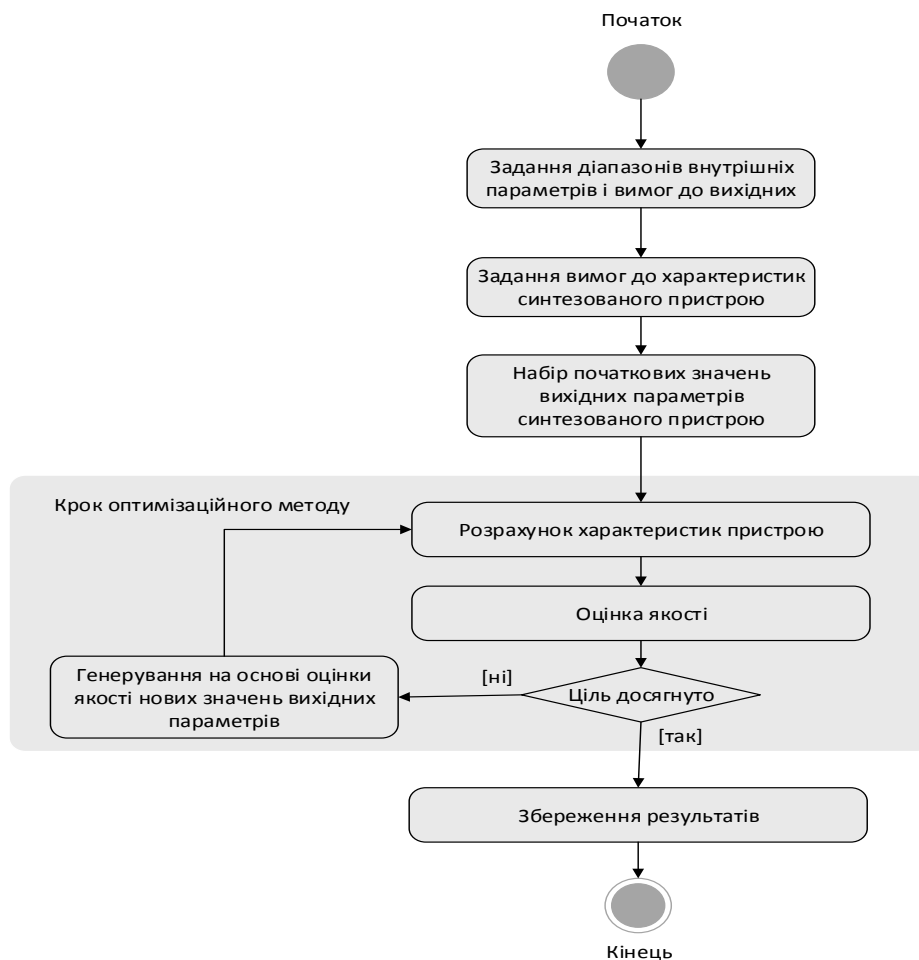 Початок
Задання діапазонів внутрішніх
параметрів і вимог до вихідних
Задання вимог до характеристик
синтезованого пристрою
Набір початкових значень
вихідних параметрів
синтезованого пристрою
Крок оптимізаційного методу
Розрахунок характеристик пристрою
Оцінка якості
Генерування на основі оцінки
якості нових значень вихідних
параметрів
[ні]
Ціль досягнуто
[так]
Збереження результатів
Кінець